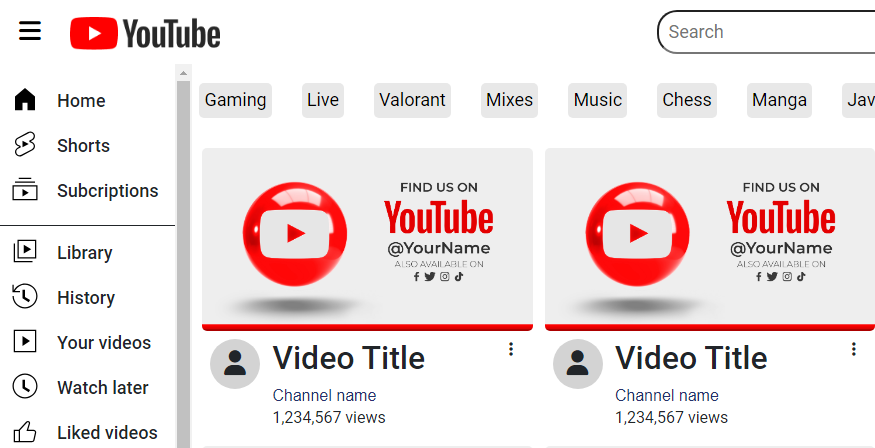 YouTube
Search
Home
Shorts
Subcriptions
Library
History
Your videos
Watch later
Liked videos
Gaming Live Valorant Mixes Music Chess Manga Jav
FIND US ON
YouTube
@YourName
ALSO AVAILABLE ON
Video Title
Channel name
1,234,567 views
FIND US ON
YouTube
@YourName
ALSO AVAILABLE ON
Video Title
Channel name
1,234,567 views